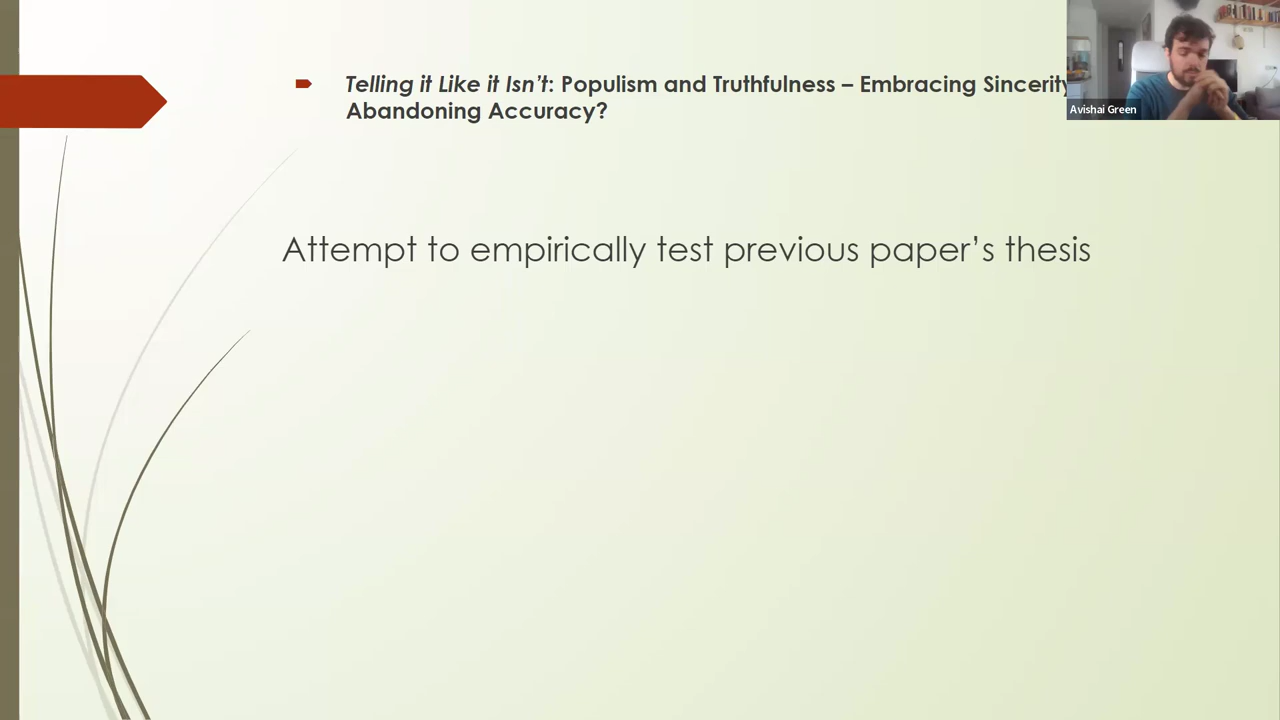 Telling it Like it Isn’t: Populism and Truthfulness – Embracing Sincerity
Abandoning Accuracy?
Avishai Green
Attempt to empirically test previous paper’s thesis